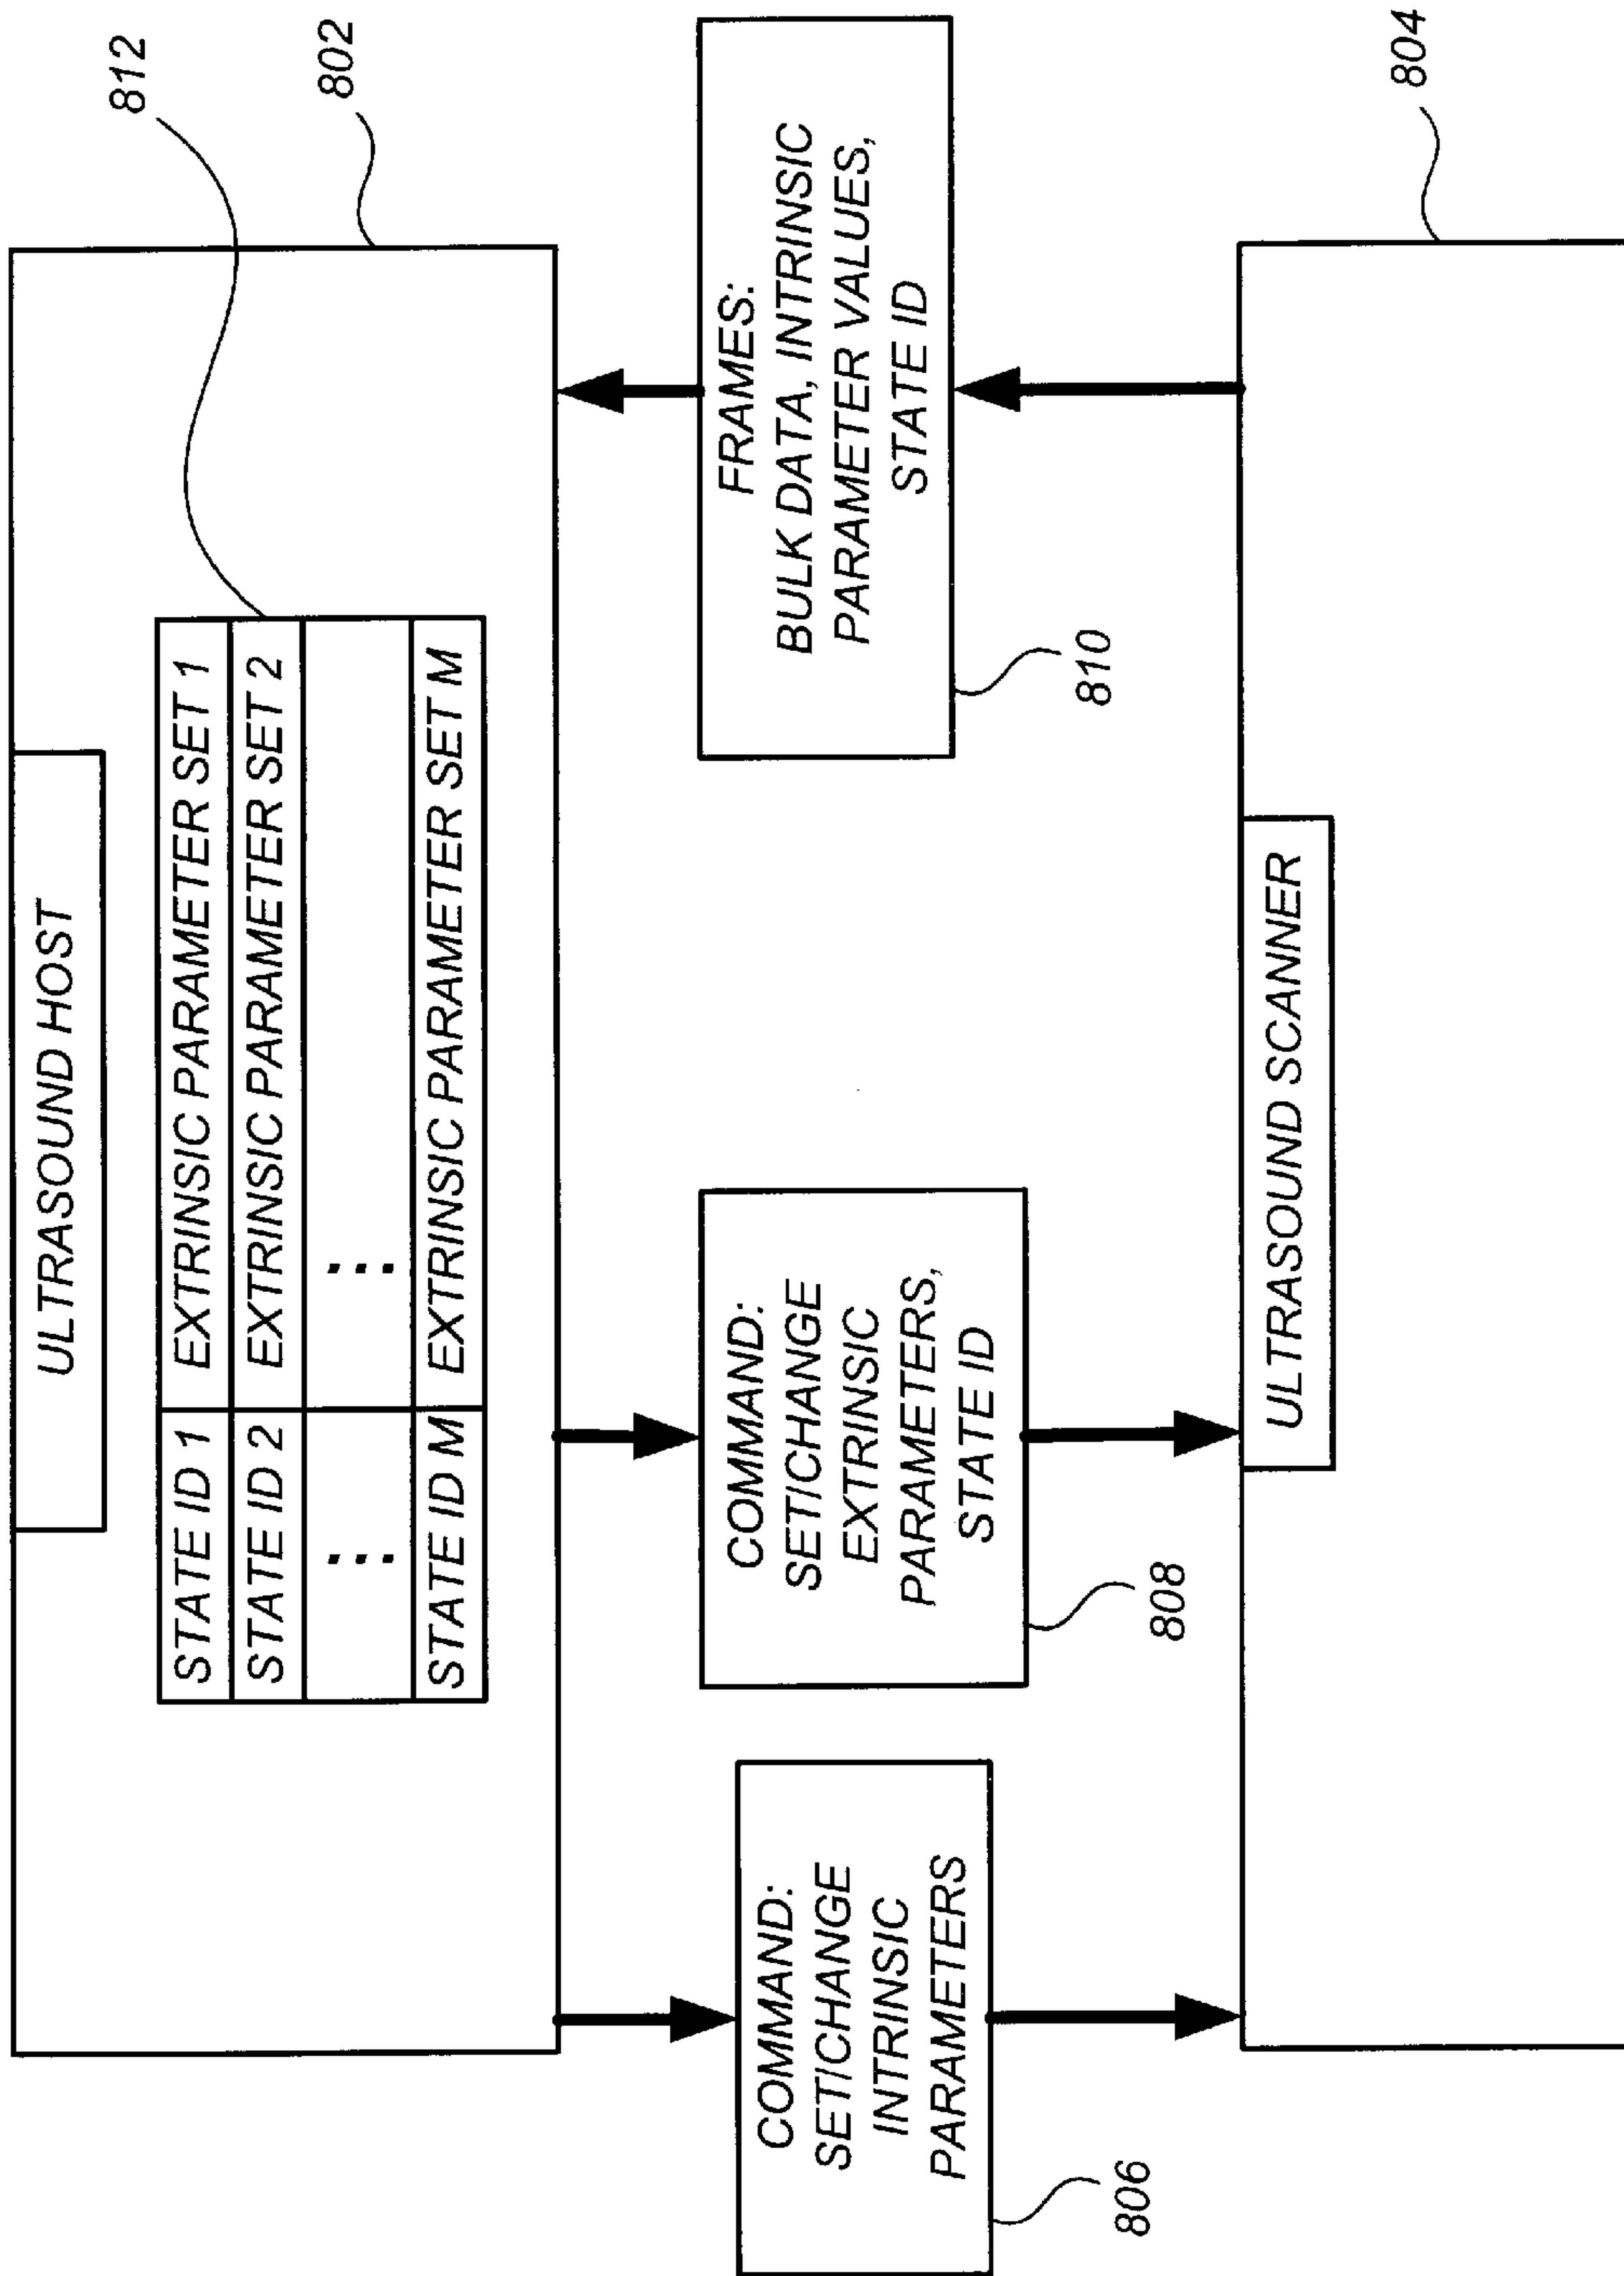 812
802
ULTRASOUND HOST
STATE ID 1 EXTRINSIC PARAMETER SET 1
STATE ID 2 EXTRINSIC PARAMETER SET 2
... ...
STATE ID M EXTRINSIC PARAMETER SET M
COMMAND:
SET/CHANGE
INTRINSIC
PARAMETERS
806
COMMAND:
SET/CHANGE
EXTRINSIC
PARAMETERS,
STATE ID
808
FRAMES:
BULK DATA, INTRINSIC
PARAMETER VALUES,
STATE ID
810
ULTRASOUND SCANNER
804